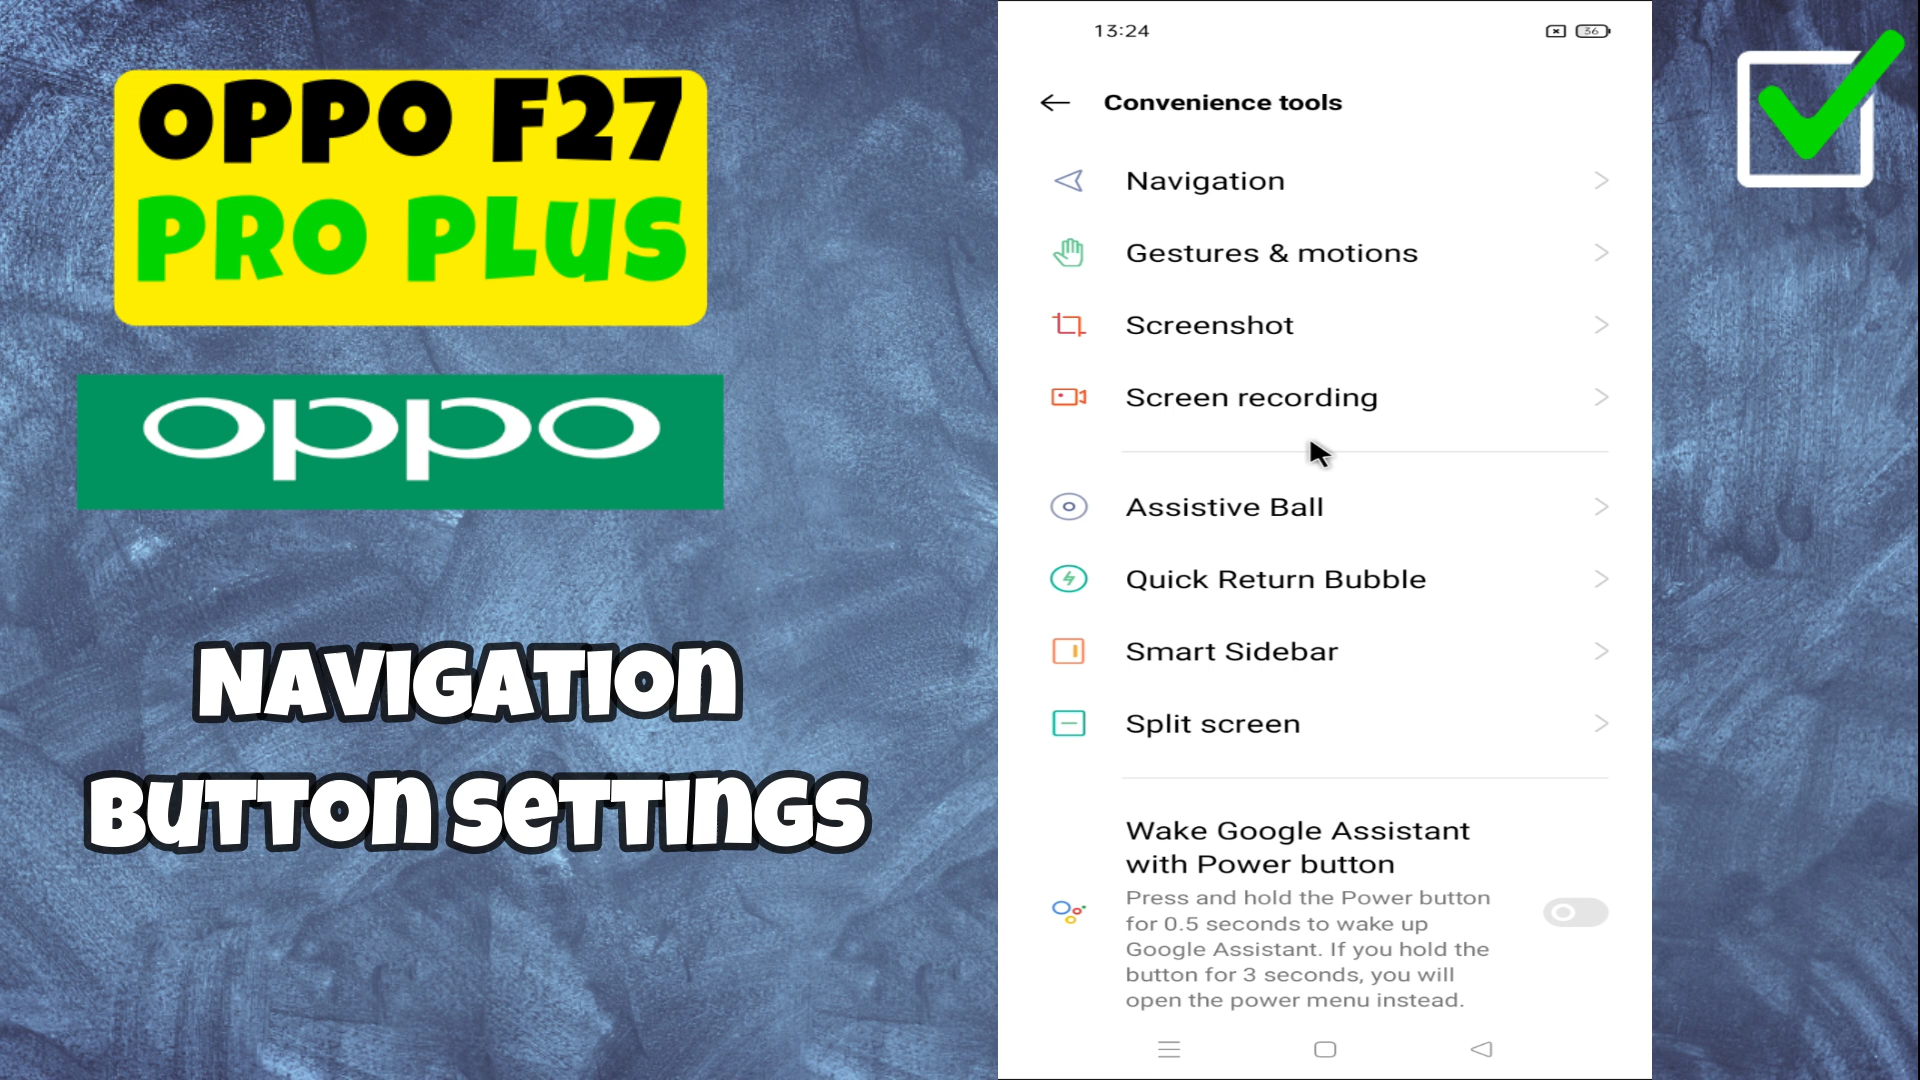 OPPO F27
PRO PLUS
oppo
NAVIGATION
BUTTON SETTINGS
13:24
36
Convenience tools
Navigation
Gestures & motions
Screenshot
Screen recording
Assistive Ball
Quick Return Bubble
Smart Sidebar
Split screen
Wake Google Assistant
with Power button
Press and hold the Power button
for 0.5 seconds to wake up
Google Assistant. If you hold the
button for 3 seconds, you will
open the power menu instead.